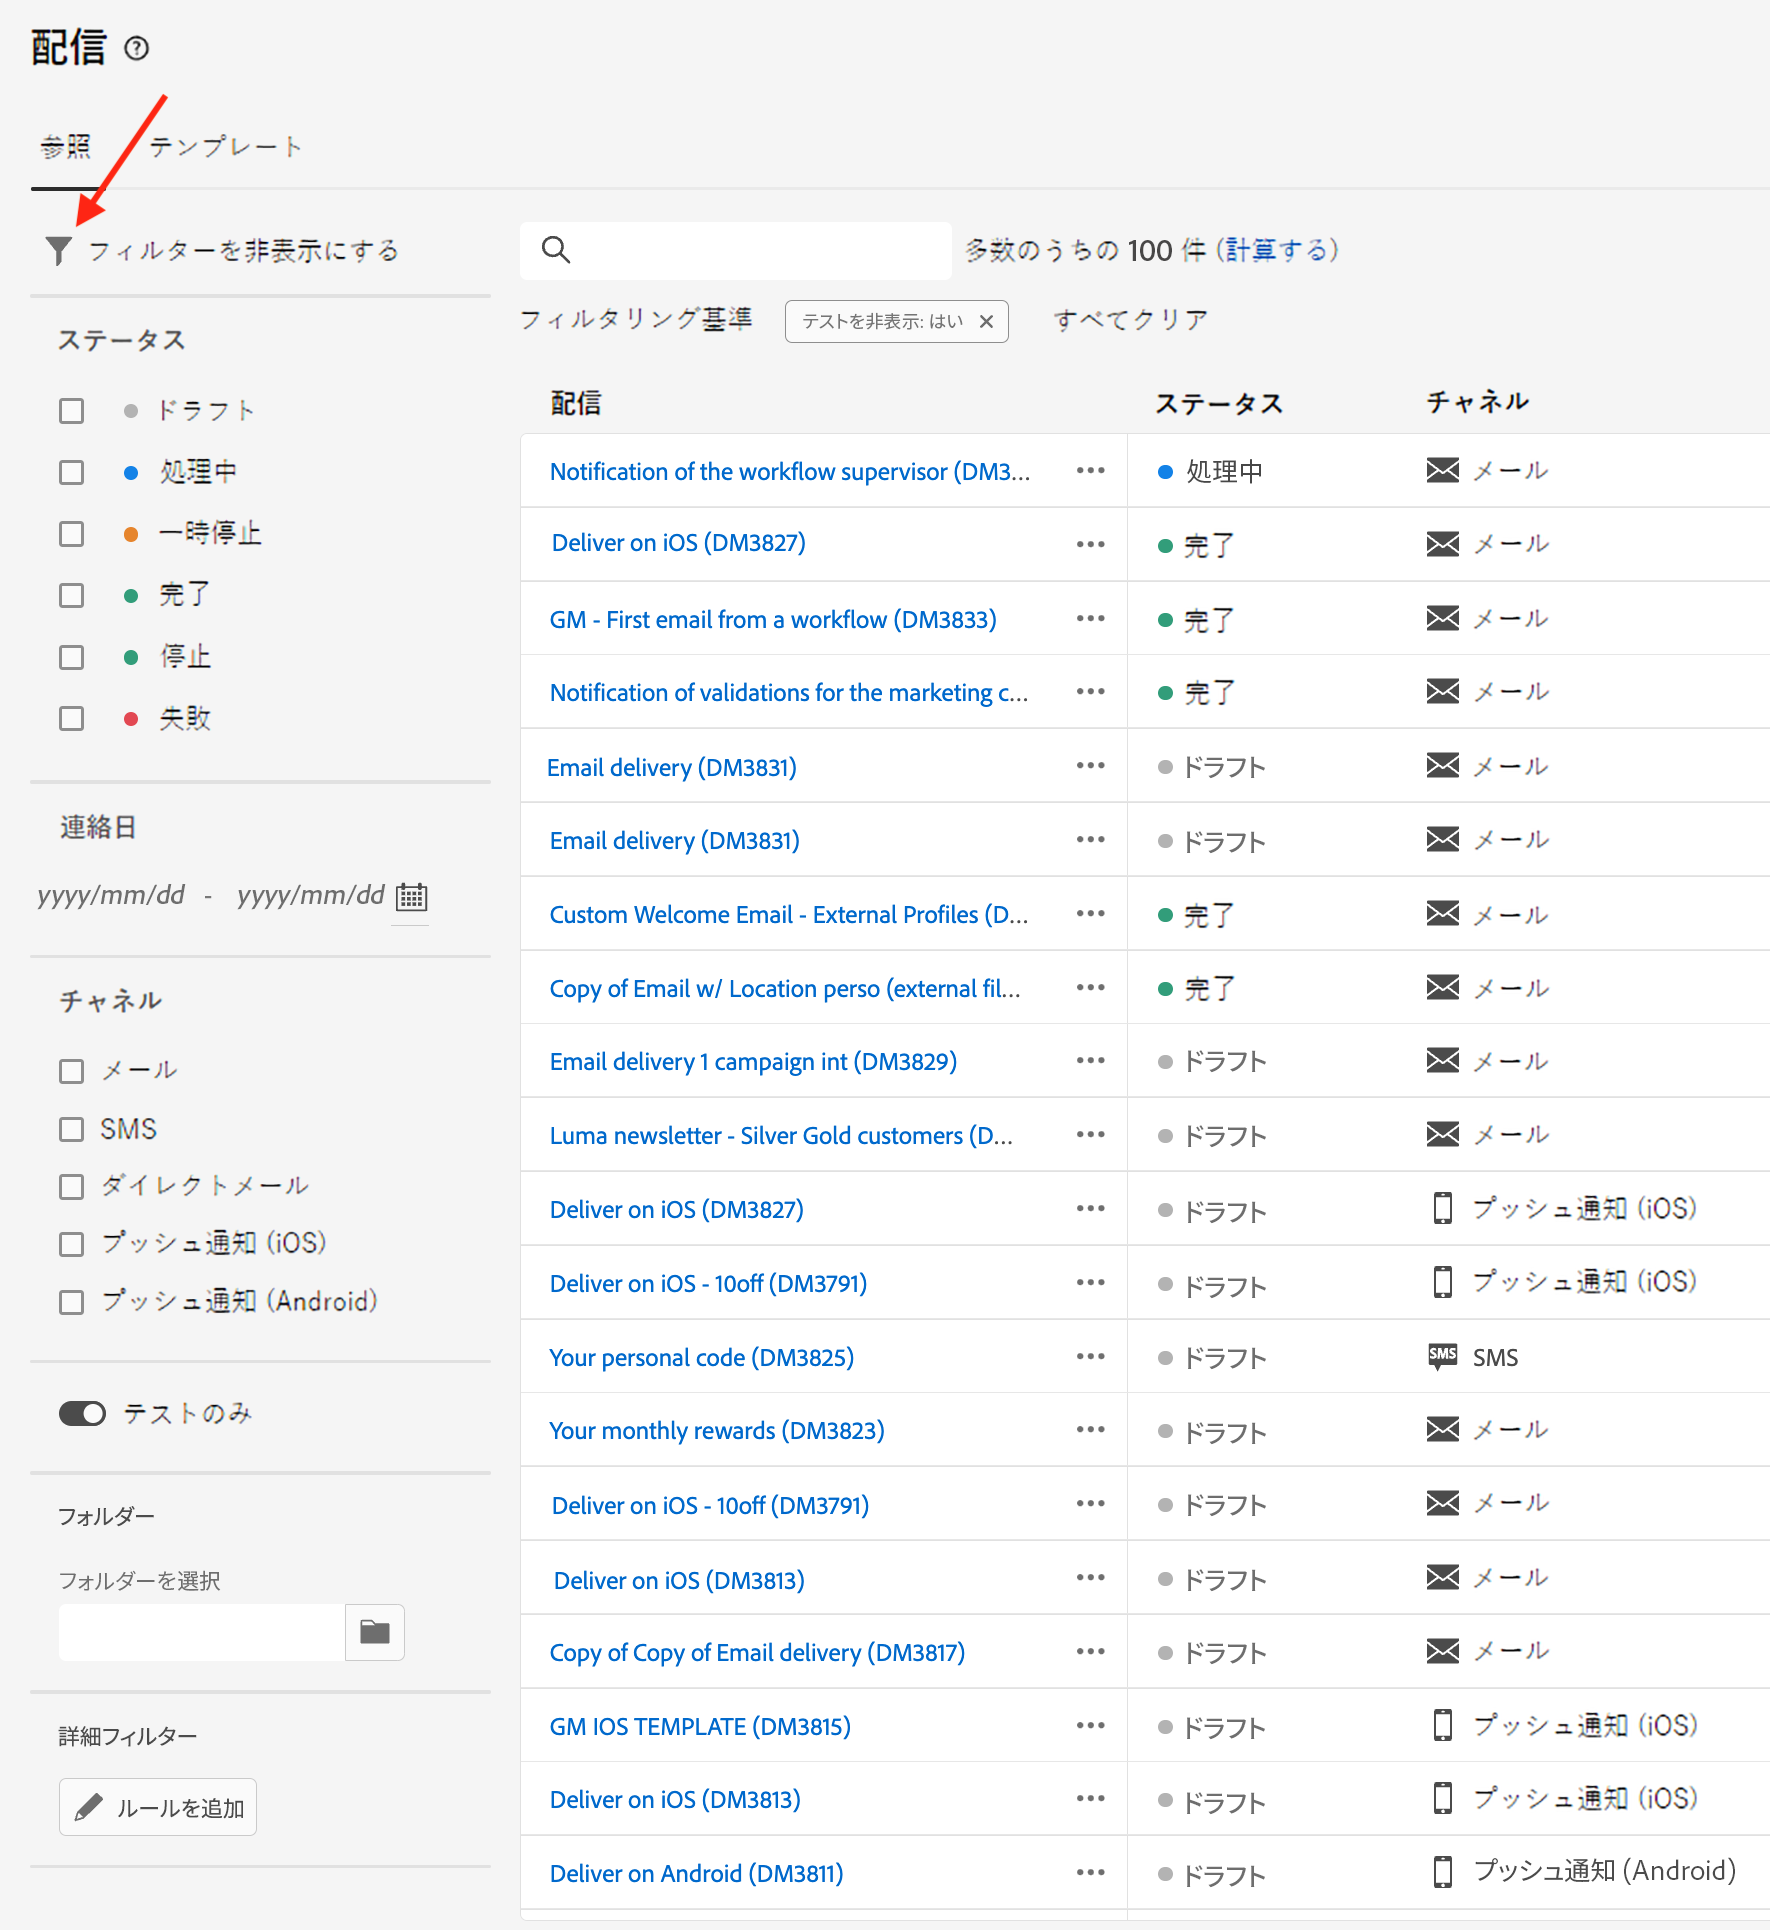 配信
参照 テンプレート
フィルターを非表示にする
多数のうちの 100 件 (計算する)
フィルタリング基準 テストを非表示: はい すべてクリア
ステータス
ドラフト
処理中
一時停止
完了
停止
失敗
連絡日
yyyy/mm/dd - yyyy/mm/dd
チャネル
メール
SMS
ダイレクトメール
プッシュ通知 (iOS)
プッシュ通知 (Android)
テストのみ
フォルダー
フォルダーを選択
詳細フィルター
ルールを追加
配信 ステータス チャネル
Notification of the workflow supervisor (DM3... 処理中 メール
Deliver on iOS (DM3827) 完了 メール
GM - First email from a workflow (DM3833) 完了 メール
Notification of validations for the marketing c... 完了 メール
Email delivery (DM3831) ドラフト メール
Email delivery (DM3831) ドラフト メール
Custom Welcome Email - External Profiles (D... 完了 メール
Copy of Email w/ Location perso (external fil... 完了 メール
Email delivery 1 campaign int (DM3829) ドラフト メール
Luma newsletter - Silver Gold customers (D... ドラフト メール
Deliver on iOS (DM3827) ドラフト プッシュ通知 (iOS)
Deliver on iOS - 10off (DM3791) ドラフト プッシュ通知 (iOS)
Your personal code (DM3825) ドラフト SMS SMS
Your monthly rewards (DM3823) ドラフト メール
Deliver on iOS - 10off (DM3791) ドラフト メール
Deliver on iOS (DM3813) ドラフト メール
Copy of Copy of Email delivery (DM3817) ドラフト メール
GM IOS TEMPLATE (DM3815) ドラフト プッシュ通知 (iOS)
Deliver on iOS (DM3813) ドラフト プッシュ通知 (iOS)
Deliver on Android (DM3811) ドラフト プッシュ通知 (Android)